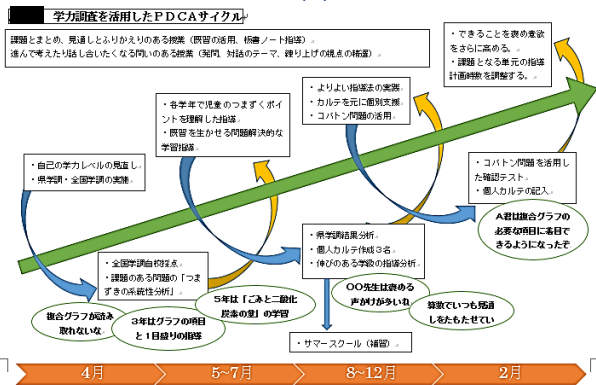 学力調査を活用したＰＤＣＡサイクル
課題とまとめ、見通しとふりかえりのある授業（既習の活用、板書ノート指導）
進んで考えたり話し合いたくなる問いのある授業（発問、対話のテーマ、練り上げの視点の精選）
・できることを褒め意欲
をさらに高める。
・課題となる単元の指導
計画時数を調整する。
・よりよい指導法の実践
・カルテを元に個別支援
・コバトン問題の活用
・各学年で児童のつまずくポイ
ントを理解した指導
・既習を生かせる問題解決的な
学習指導
・自己の学力レベルの見直し
・県学調・全国学調の実施
・コバトン問題を活用し
た確認テスト
・個人カルテの記入
A君は複合グラフの
必要な項目に着目で
きるようになったぞ
・県学調結果分析
・個人カルテ作成３名
・伸びのある学級の指導分析
・全国学調自校採点
・課題のある問題の「つま
ずきの系統性分析」
〇〇先生は褒める
声かけが多いね
算数でいつも見通
しをもたせてい
５年は「ごみと二酸化
炭素の量」の学習
３年はグラフの項目
と１目盛りの指導
複合グラフが読み
取れないな
・サマースクール（補習）
４月
５～７月
８～１２月
２月